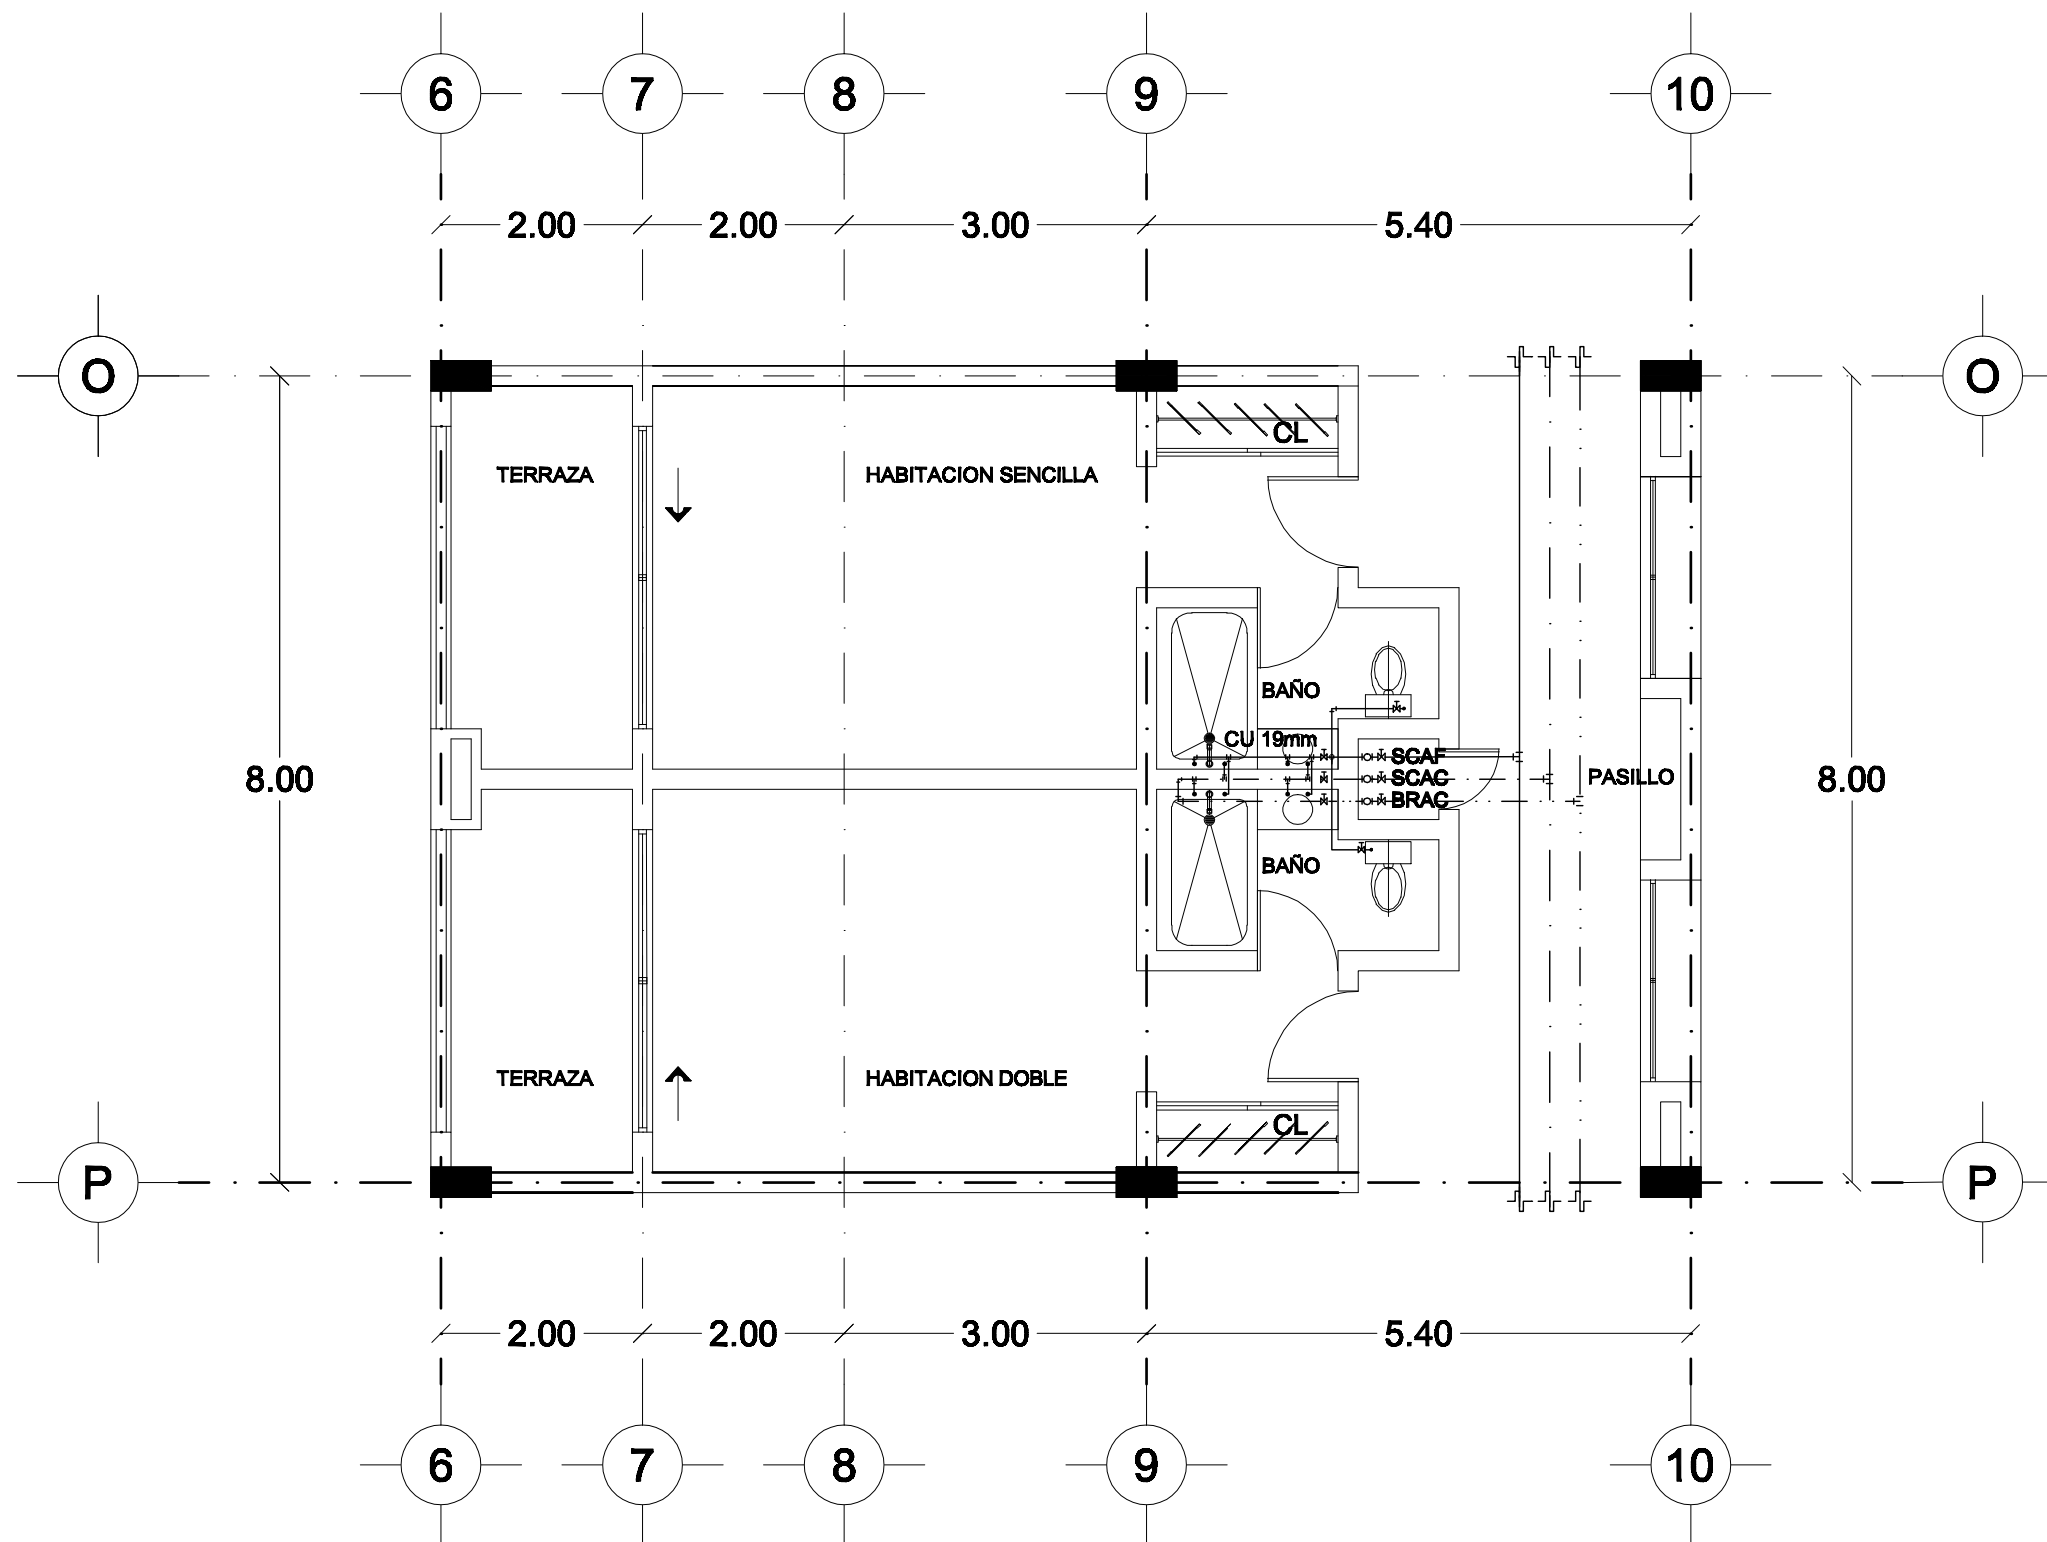 6 7 8 9 10
2.00 2.00 3.00 5.40
O O
CL
TERRAZA HABITACION SENCILLA
BAÑO
CU 19mm
SCAF
8.00 SCAC PASILLO 8.00
BRAC
BAÑO
TERRAZA HABITACION DOBLE
CL
P P
2.00 2.00 3.00 5.40
6 7 8 9 10